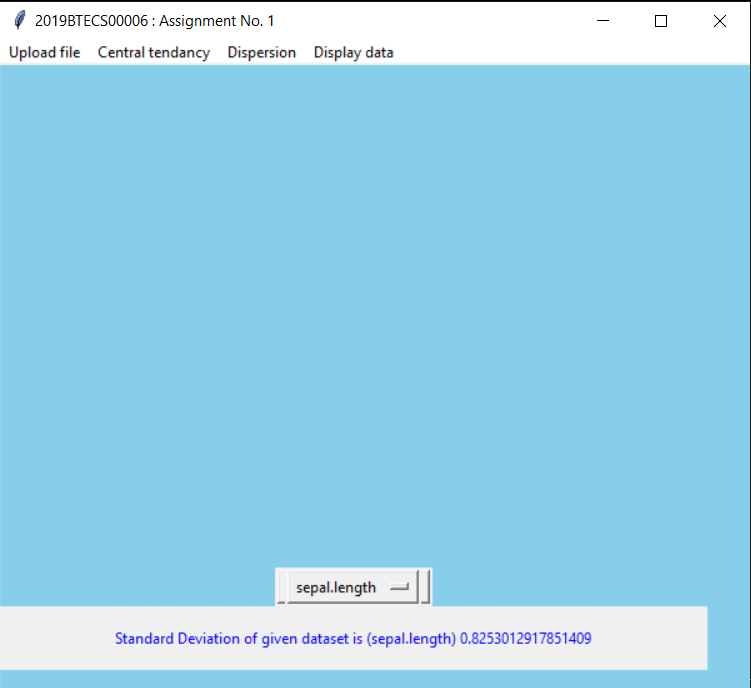 2019BTECS00006 : Assignment No. 1
Upload file Central tendancy Dispersion Display data
sepal.length
Standard Deviation of given dataset is (sepal.length) 0.8253012917851409